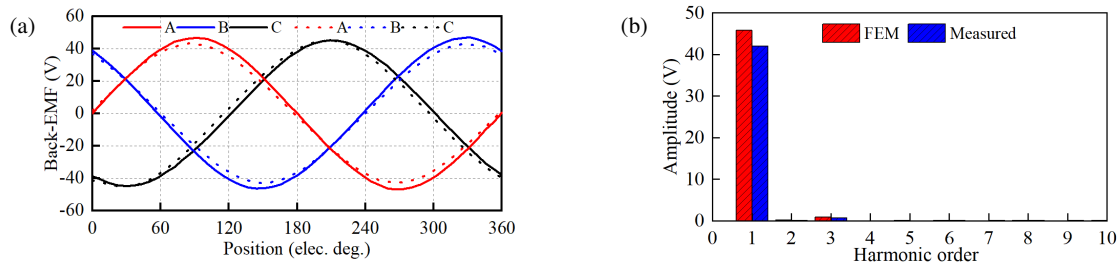 (a)
A B C A B C
Back-EMF (V)
60
40
20
0
-20
-40
-60
0 60 120 180 240 300 360
Position (elec. deg.)
(b)
FEM Measured
Amplitude (V)
50
40
30
20
10
0
0 1 2 3 4 5 6 7 8 9 10
Harmonic order